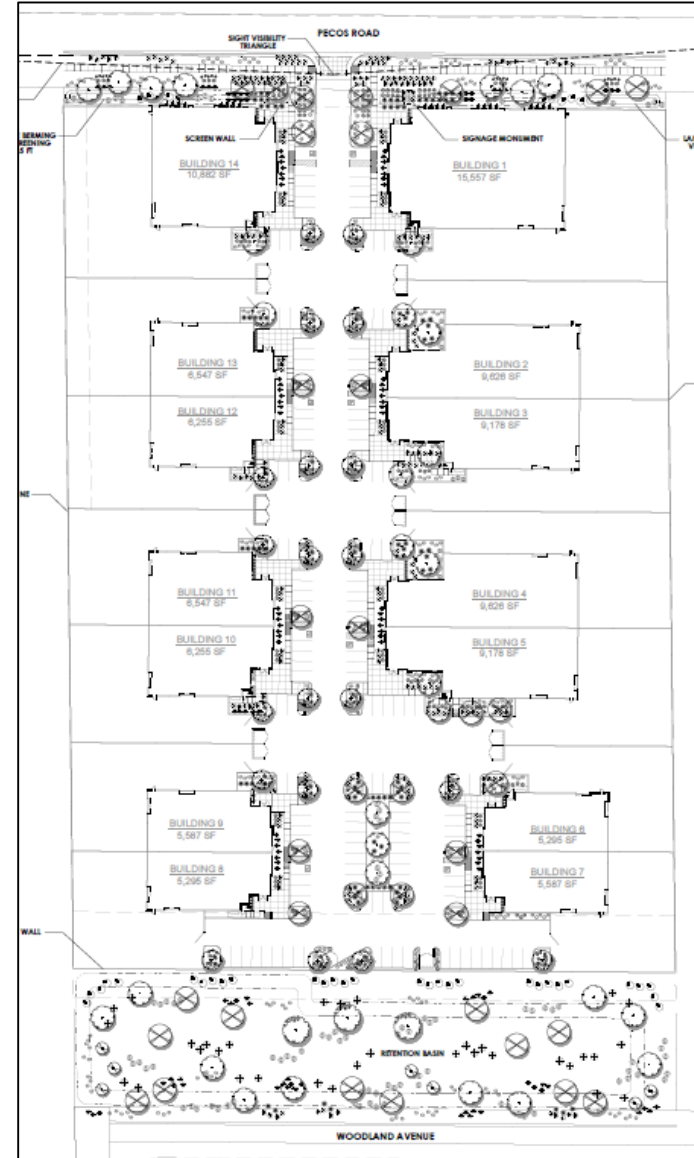 PECOS ROAD
SIGHT VISIBILITY
TRIANGLE
BERMING
SCREEN WALL
SIGNAGE MONUMENT
BUILDING 14
10,882 SF
BUILDING 1
15,557 SF
BUILDING 13
6,547 SF
BUILDING 2
9,626 SF
BUILDING 12
6,255 SF
BUILDING 3
9,178 SF
BUILDING 11
6,547 SF
BUILDING 4
9,626 SF
BUILDING 10
6,255 SF
BUILDING 5
9,178 SF
BUILDING 9
5,587 SF
BUILDING 6
5,295 SF
BUILDING 8
5,295 SF
BUILDING 7
5,587 SF
WALL
RETENTION BASIN
WOODLAND AVENUE